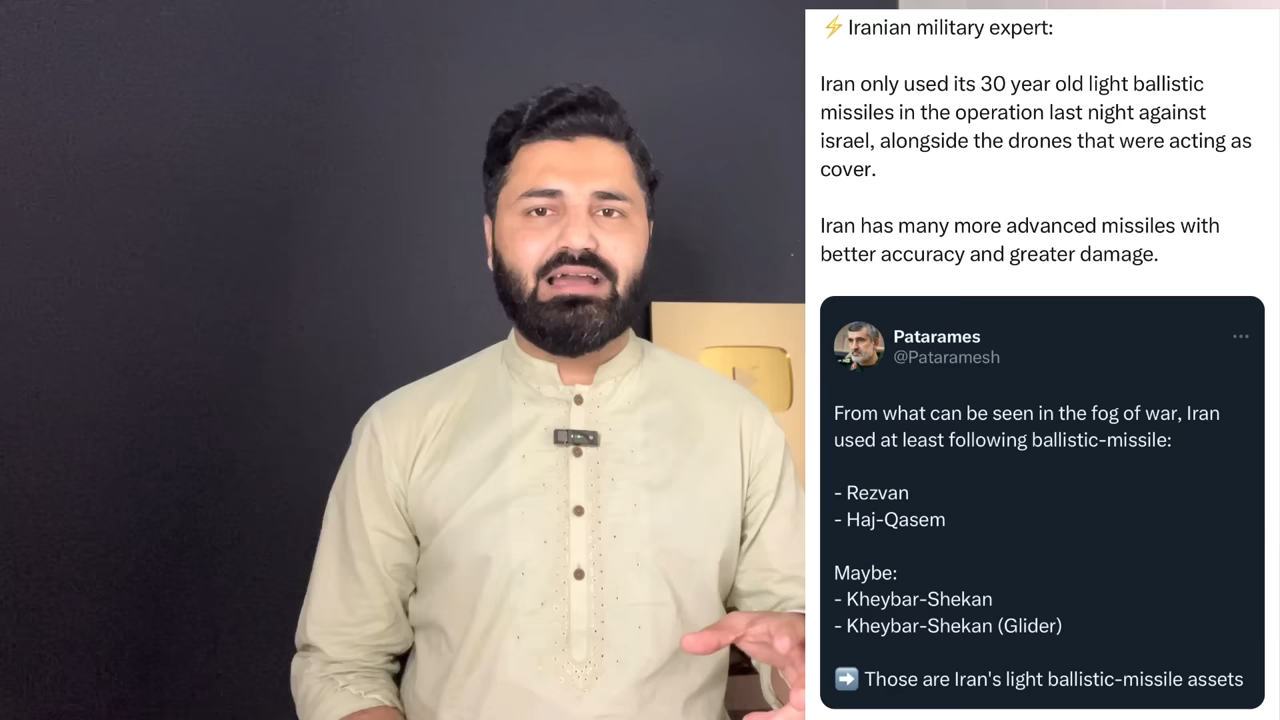 ⚡ Iranian military expert:
Iran only used its 30 year old light ballistic
missiles in the operation last night against
israel, alongside the drones that were acting as
cover.
Iran has many more advanced missiles with
better accuracy and greater damage.
Patarames
@Pataramesh
From what can be seen in the fog of war, Iran
used at least following ballistic-missile:
- Rezvan
- Haj-Qasem
Maybe:
- Kheybar-Shekan
- Kheybar-Shekan (Glider)
➡️ Those are Iran's light ballistic-missile assets